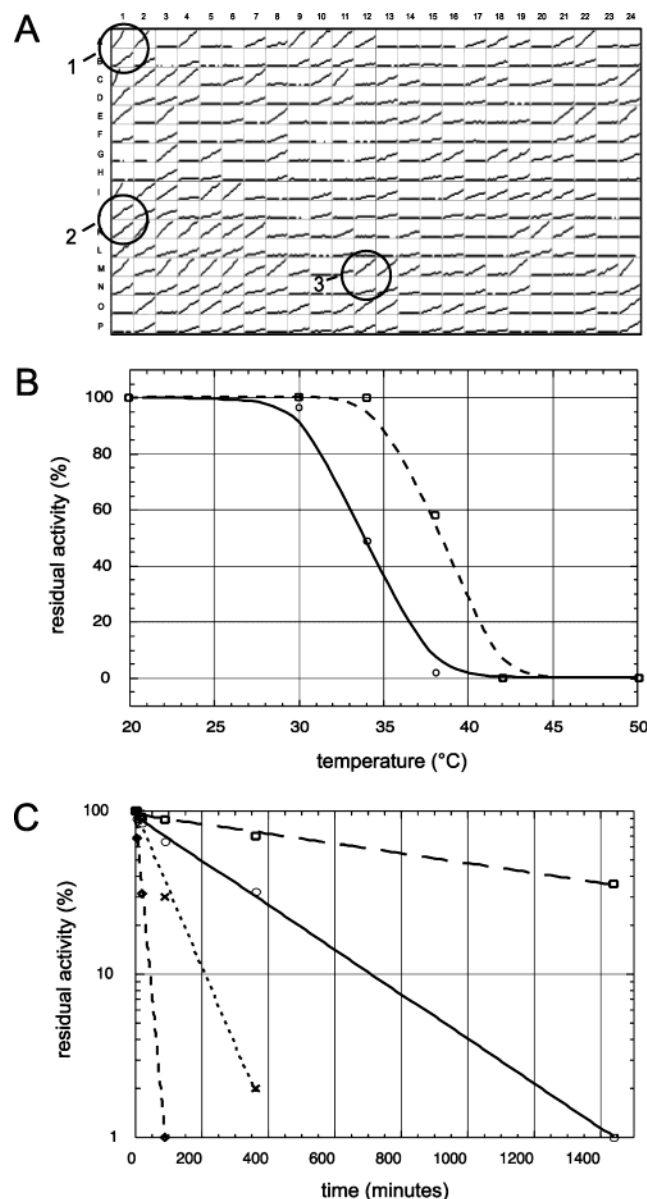 A
1 2 3 4 5 6 7 8 9 10 11 12 13 14 15 16 17 18 19 20 21 22 23 24
A
1
B
C
D
E
F
G
H
I
2
K
L
M
3
N
O
P
B
100
80
60
40
20
0
residual activity (%)
20 25 30 35 40 45 50
temperature (°C)
C
100
10
1
residual activity (%)
0 200 400 600 800 1000 1200 1400
time (minutes)